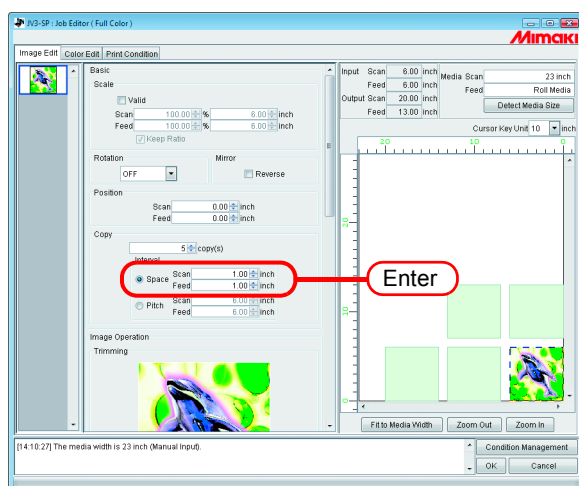 JV3-SP : Job Editor ( Full Color )
Mimaki
Image Edit Color Edit Print Condition
Basic
Scale
Valid
Scan 100.00 % 6.00 inch
Feed 100.00 % 6.00 inch
Keep Ratio
Rotation Mirror
OFF Reverse
Position
Scan 0.00 inch
Feed 0.00 inch
Copy
5 copy(s)
Interval
Space Scan 1.00 inch
Feed 1.00 inch
Pitch Scan 6.00 inch
Feed 6.00 inch
Image Operation
Trimming
Input Scan 6.00 inch
Feed 6.00 inch
Output Scan 20.00 inch
Feed 13.00 inch
Media Scan 23 inch
Feed Roll Media
Detect Media Size
Cursor Key Unit 10 inch
20 10 0
20
10
0
Enter
Fit to Media Width Zoom Out Zoom In
[14:10:27] The media width is 23 inch (Manual Input).
Condition Management
OK Cancel